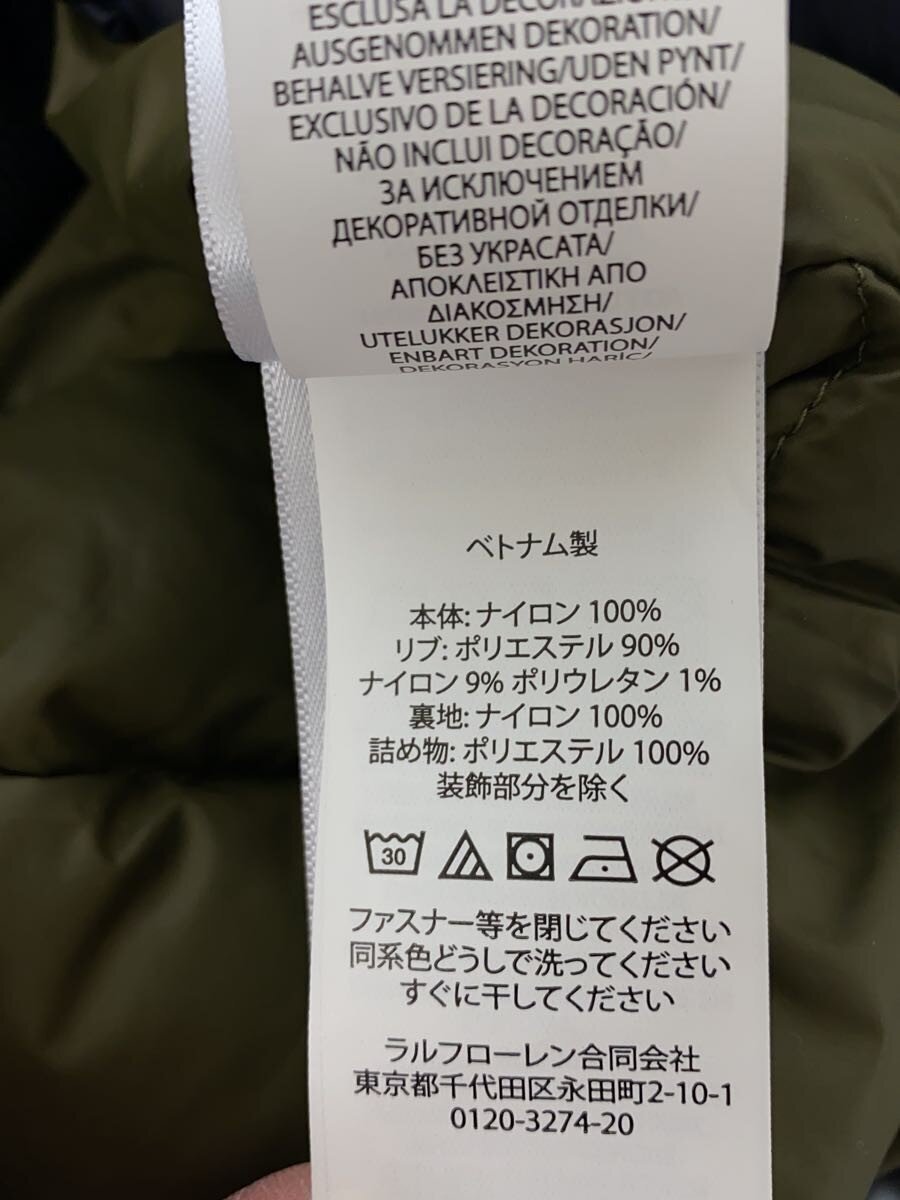 ESCLUSA LA DECORAZIONE/
AUSGENOMMEN DEKORATION/
BEHALVE VERSIERING/UDEN PYNT/
EXCLUSIVO DE LA DECORACIÓN/
NÃO INCLUI DECORAÇÃO/
ЗА ИСКЛЮЧЕНИЕМ
ДЕКОРАТИВНОЙ ОТДЕЛКИ/
БЕЗ УКРАСАТА/
ΑΠΟΚΛΕΙΣΤΙΚΗ ΑΠΟ
ΔΙΑΚΟΣΜΗΣΗ/
UTELUKKER DEKORASJON/
ENBART DEKORATION/
DEKORASYON HARİC/
ベトナム製
本体: ナイロン 100%
リブ: ポリエステル 90%
ナイロン 9% ポリウレタン 1%
裏地: ナイロン 100%
詰め物: ポリエステル 100%
装飾部分を除く
30
ファスナー等を閉じてください
同系色どうしで洗ってください
すぐに干してください
ラルフローレン合同会社
東京都千代田区永田町2-10-1
0120-3274-20